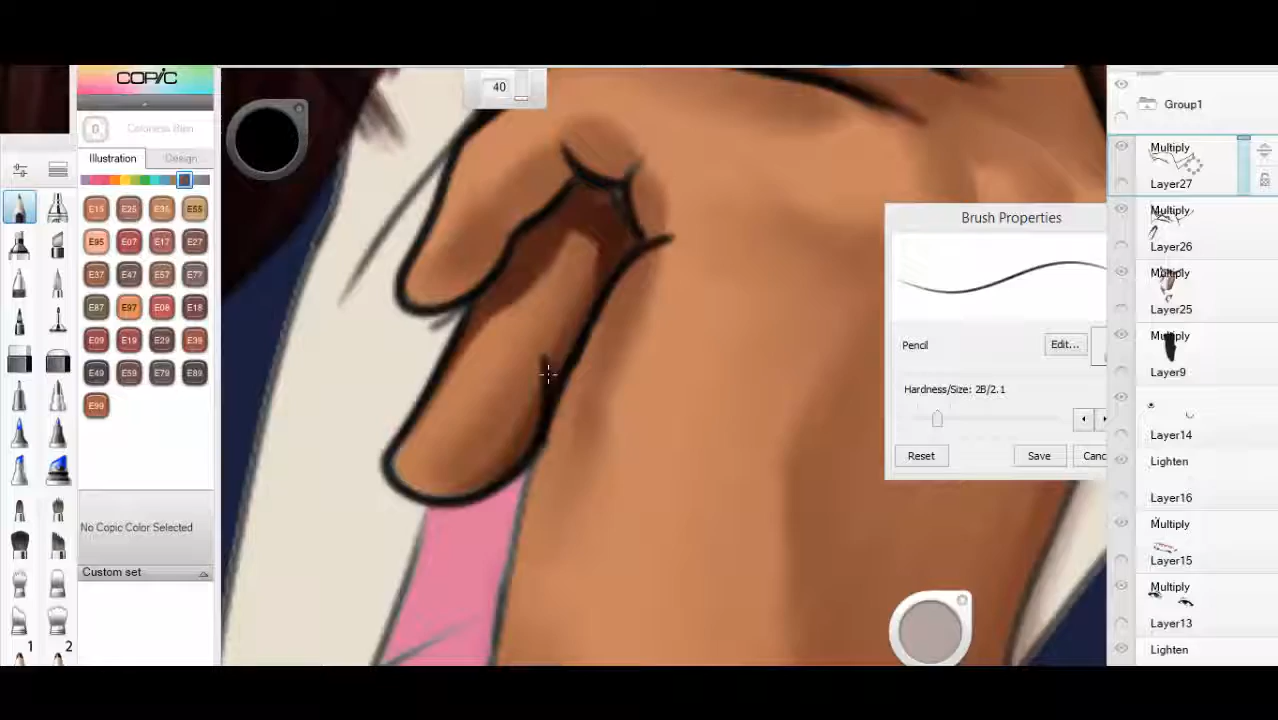 COPIC
0 Colorless Blen
Illustration Design
E15 E25 E35 E55
E95 E07 E17 E27
E37 E47 E57 E77
E87 E97 E08 E18
E09 E19 E29 E39
E49 E59 E79 E89
E99
No Copic Color Selected
Custom set
1 2
40
Brush Properties
Pencil
Edit...
Hardness/Size: 2B/2.1
Reset Save Canc
Group1
Multiply
Layer27
Multiply
Layer26
Multiply
Layer25
Multiply
Layer9
Layer14
Lighten
Layer16
Multiply
Layer15
Multiply
Layer13
Lighten